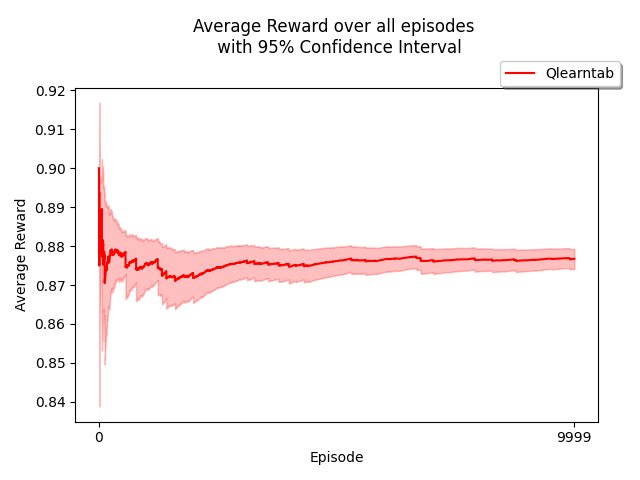 Average Reward over all episodes
with 95% Confidence Interval
Qlearntab
0.92
0.91
0.90
0.89
0.88
0.87
0.86
0.85
0.84
Average Reward
0
9999
Episode